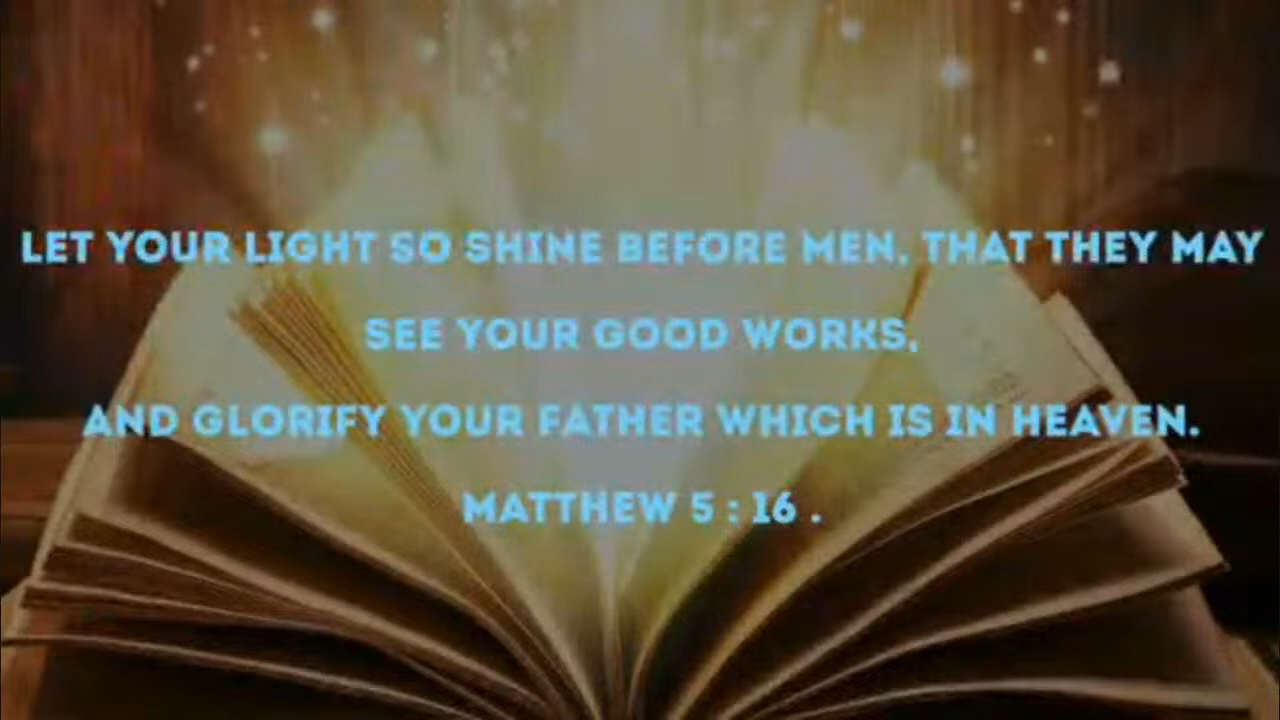 LET YOUR LIGHT SO SHINE BEFORE MEN, THAT THEY MAY
SEE YOUR GOOD WORKS,
AND GLORIFY YOUR FATHER WHICH IS IN HEAVEN.
MATTHEW 5 : 16 .